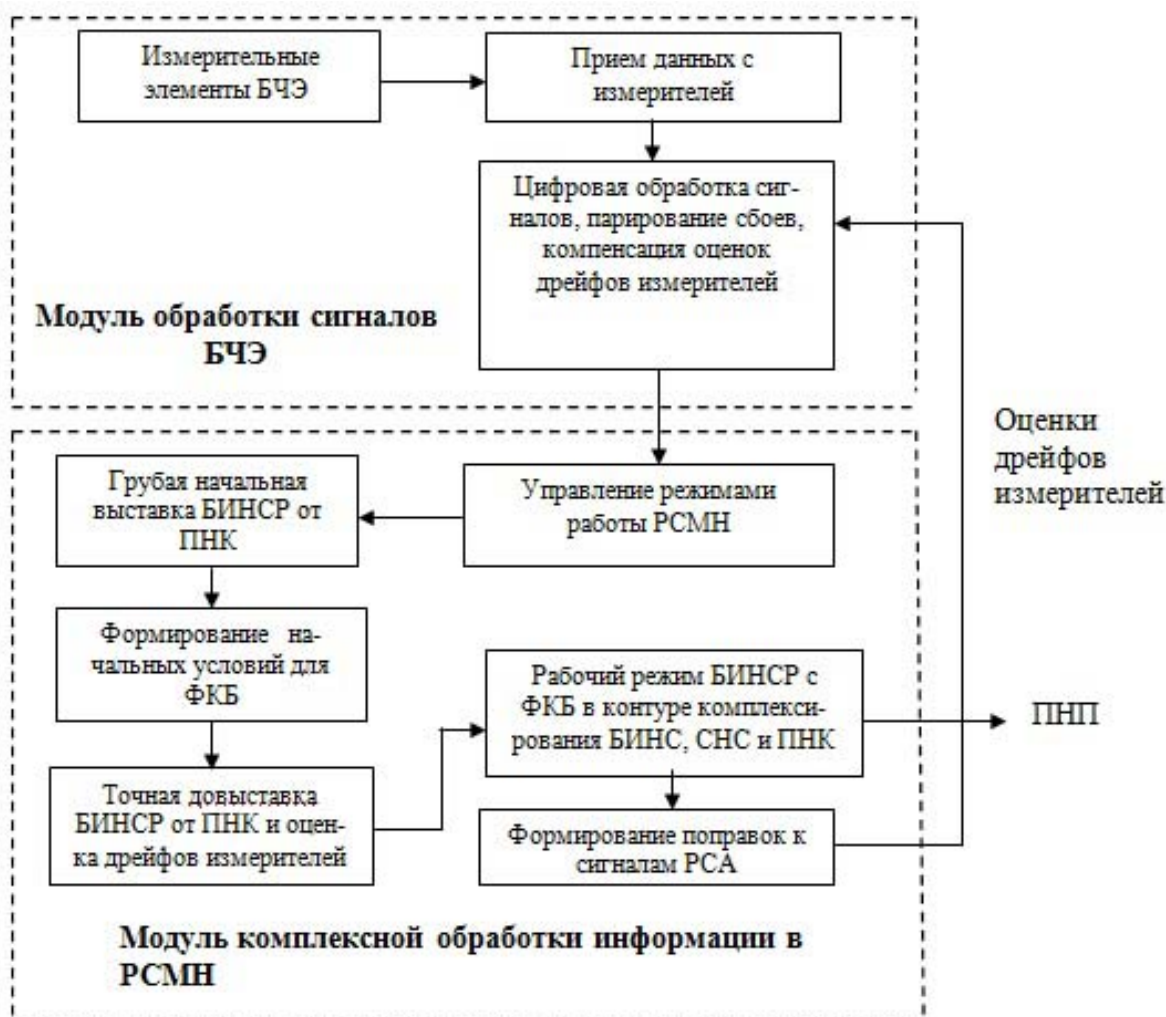 Измерительные
элементы БЧЭ
Прием данных с
измерителей
Цифровая обработка сиг-
налов, парирование сбоев,
компенсация оценок
дрейфов измерителей
Модуль обработки сигналов
БЧЭ
Оценки
дрейфов
измерителей
Управление режимами
работы РСМН
Грубая начальная
выставка БИНСР от
ПНК
Формирование на-
чальных условий для
ФКБ
Точная довыставка
БИНСР от ПНК и оцен-
ка дрейфов измерителей
Рабочий режим БИНСР с
ФКБ в контуре комплекси-
рования БИНС, СНС и ПНК
ПНП
Формирование поправок к
сигналам РСА
Модуль комплексной обработки информации в
РСМН